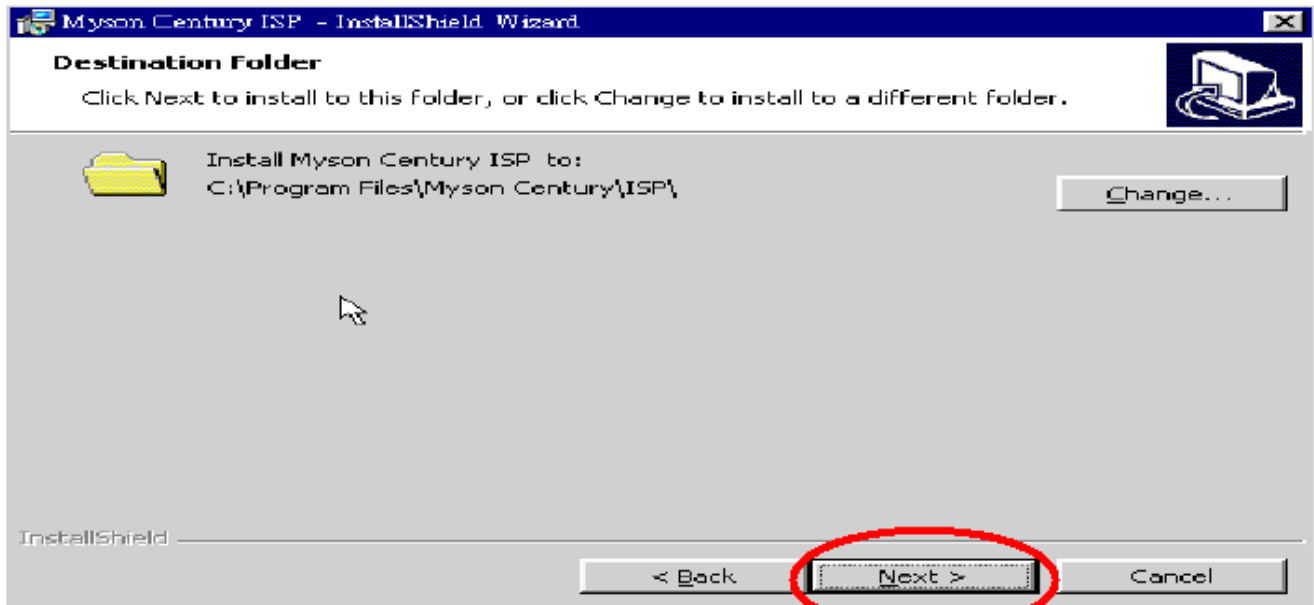 Myson Century ISP - InstallShield Wizard
Destination Folder
Click Next to install to this folder, or click Change to install to a different folder.
Install Myson Century ISP to:
C:\Program Files\Myson Century\ISP\
Change...
InstallShield
< Back
Next >
Cancel